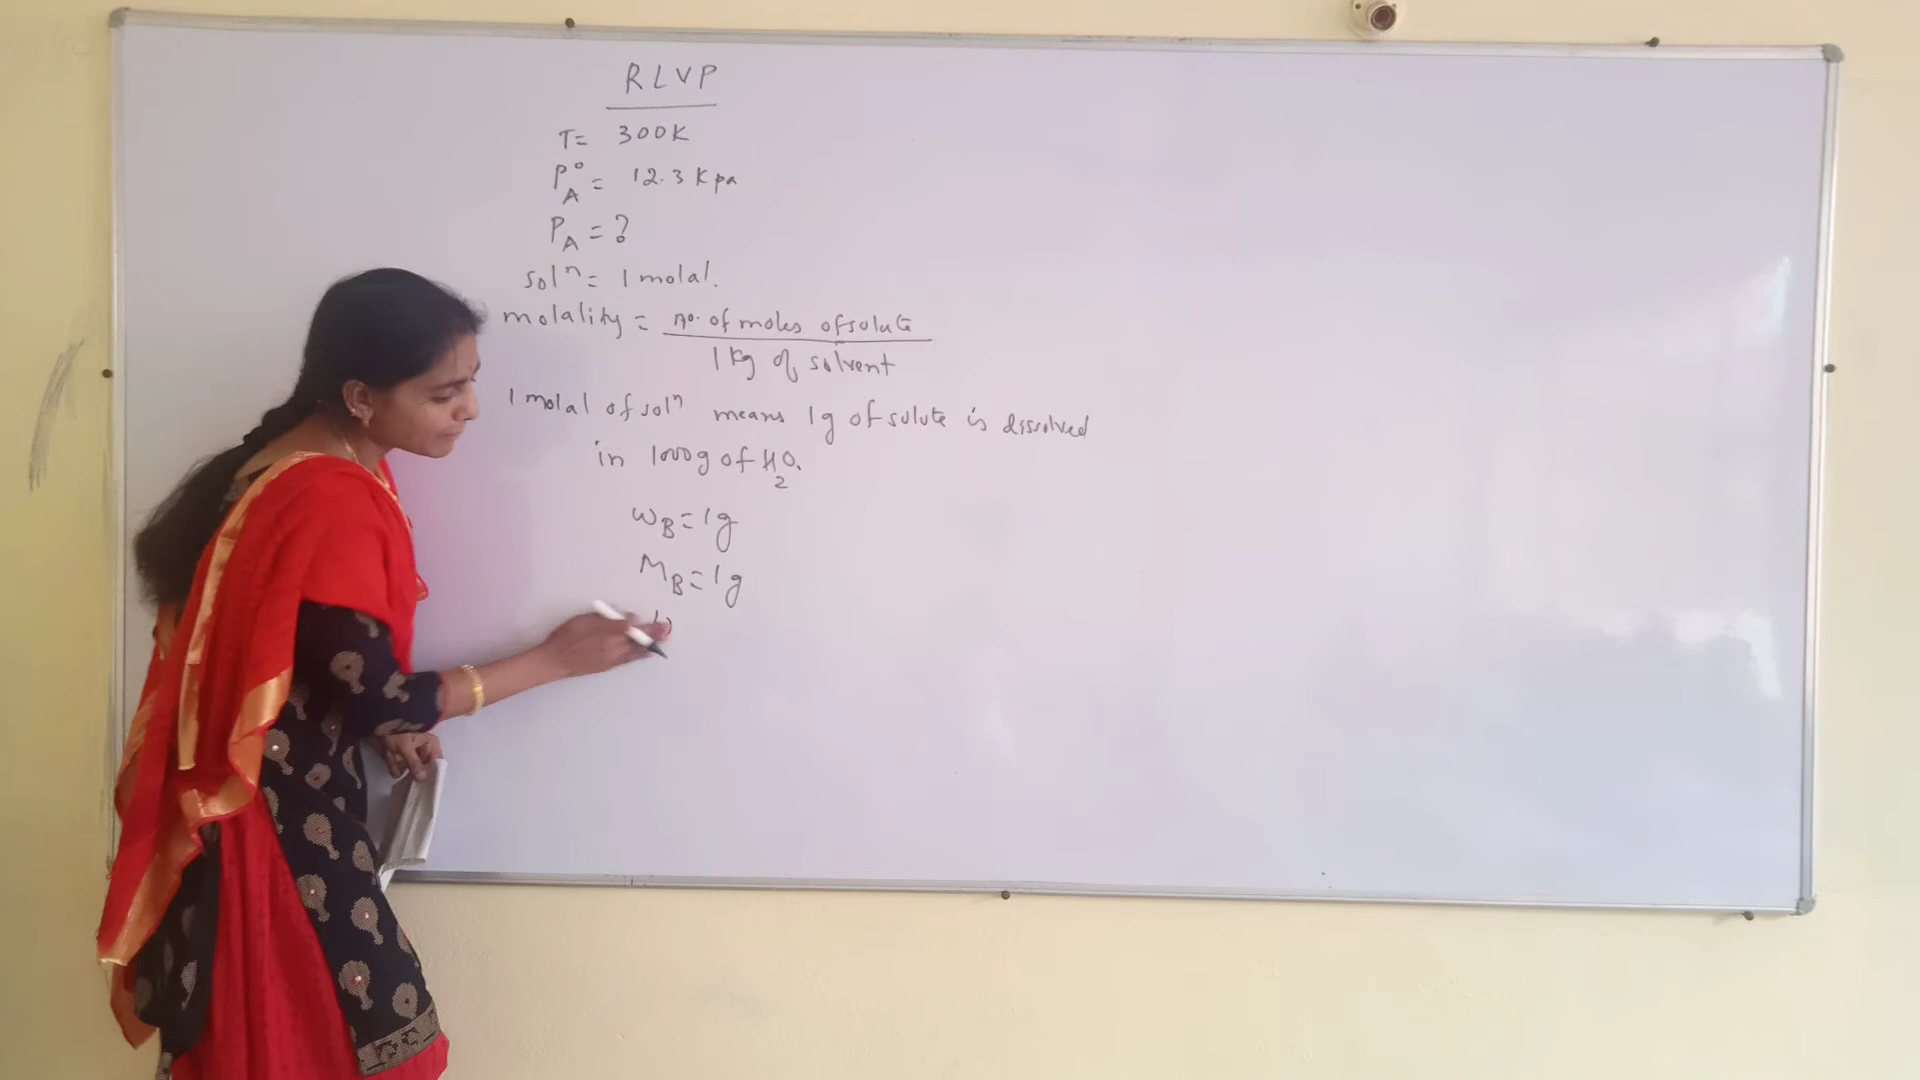 RLVP
T= 300K
P°A = 12.3 Kpa
PA = ?
solⁿ = 1 molal.
molality = no. of moles of solute
1 Kg of solvent
1 molal of solⁿ means 1g of solute is dissolved
in 1000g of H2O.
WB = 1g
MB = 1g
W